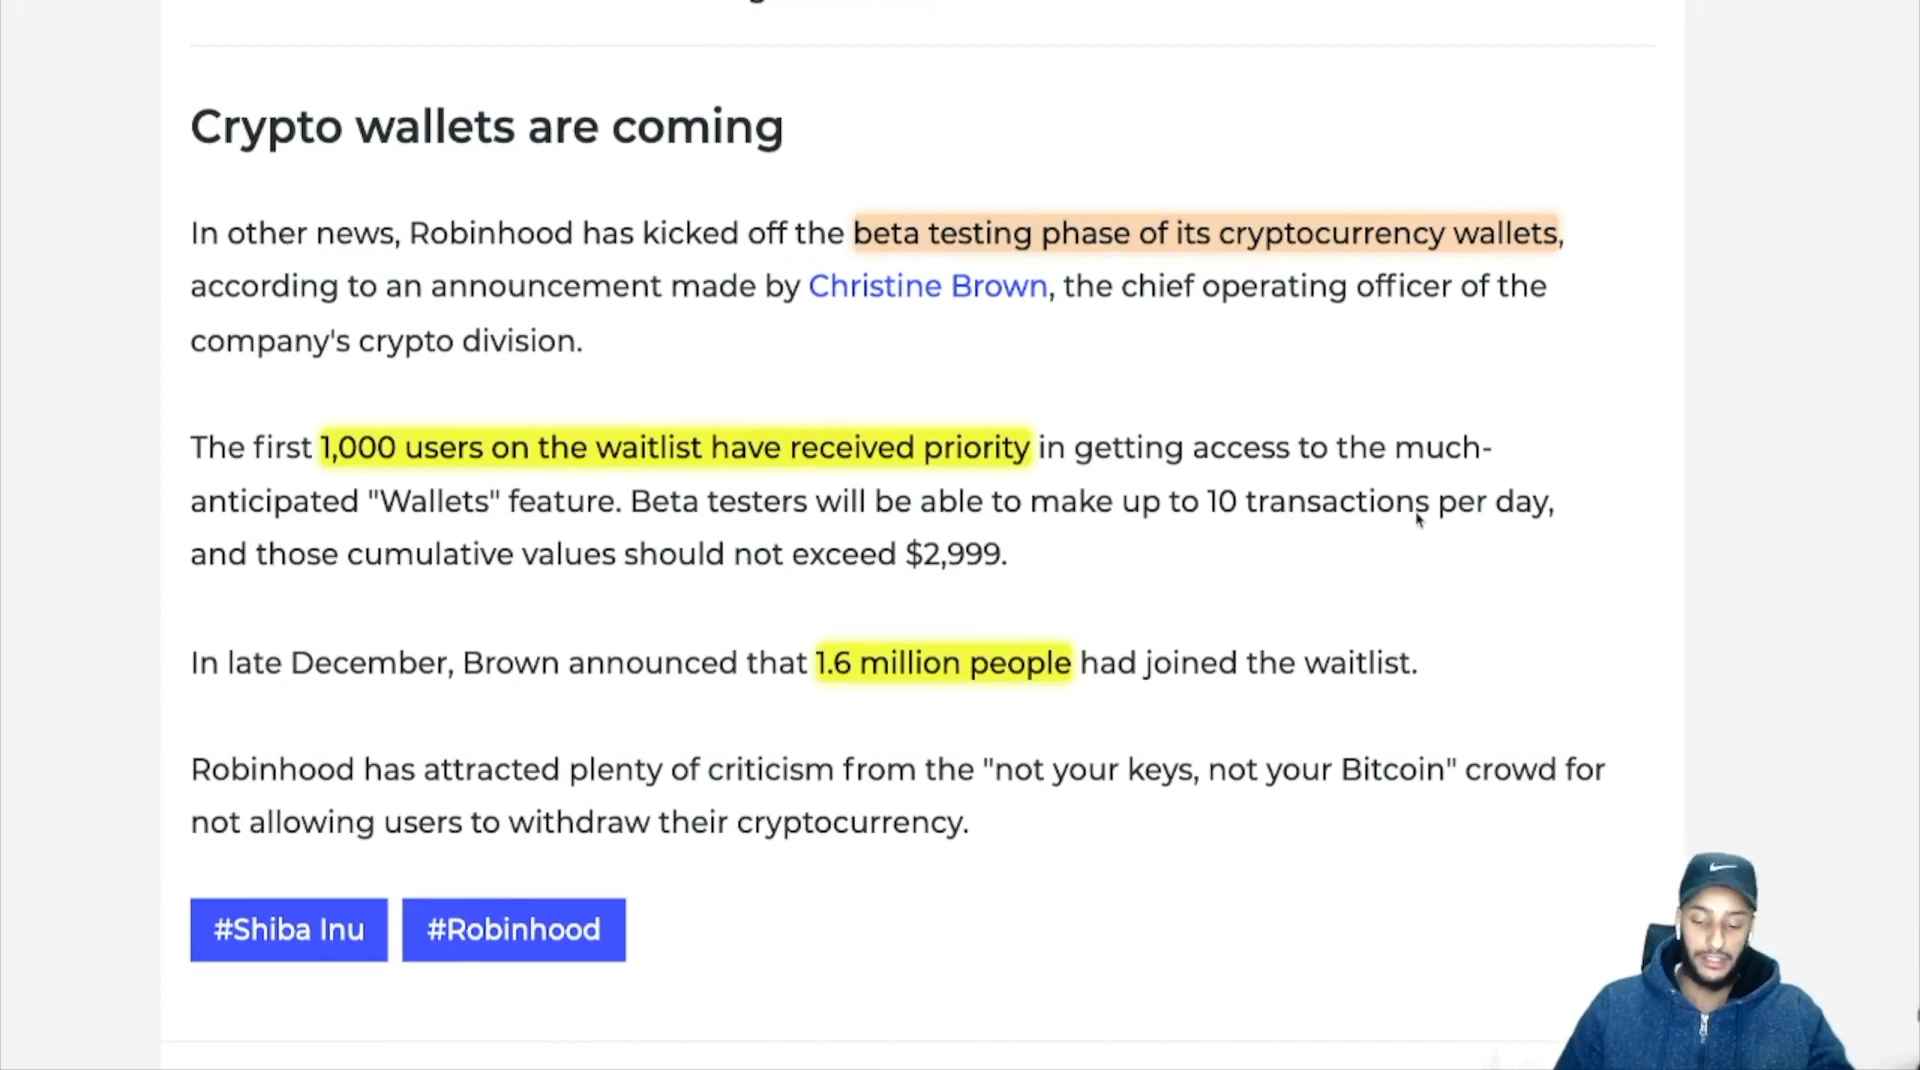 Crypto wallets are coming
In other news, Robinhood has kicked off the beta testing phase of its cryptocurrency wallets,
according to an announcement made by Christine Brown, the chief operating officer of the
company's crypto division.
The first 1,000 users on the waitlist have received priority in getting access to the much-
anticipated "Wallets" feature. Beta testers will be able to make up to 10 transactions per day,
and those cumulative values should not exceed $2,999.
In late December, Brown announced that 1.6 million people had joined the waitlist.
Robinhood has attracted plenty of criticism from the "not your keys, not your Bitcoin" crowd for
not allowing users to withdraw their cryptocurrency.
#Shiba Inu #Robinhood